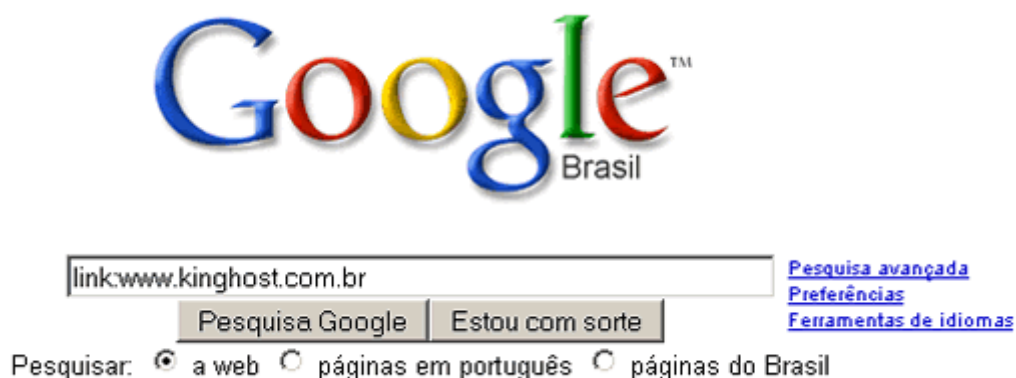 Google™
Brasil
link:www.kinghost.com.br
Pesquisa avançada
Preferências
Ferramentas de idiomas
Pesquisa Google Estou com sorte
Pesquisar: a web páginas em português páginas do Brasil